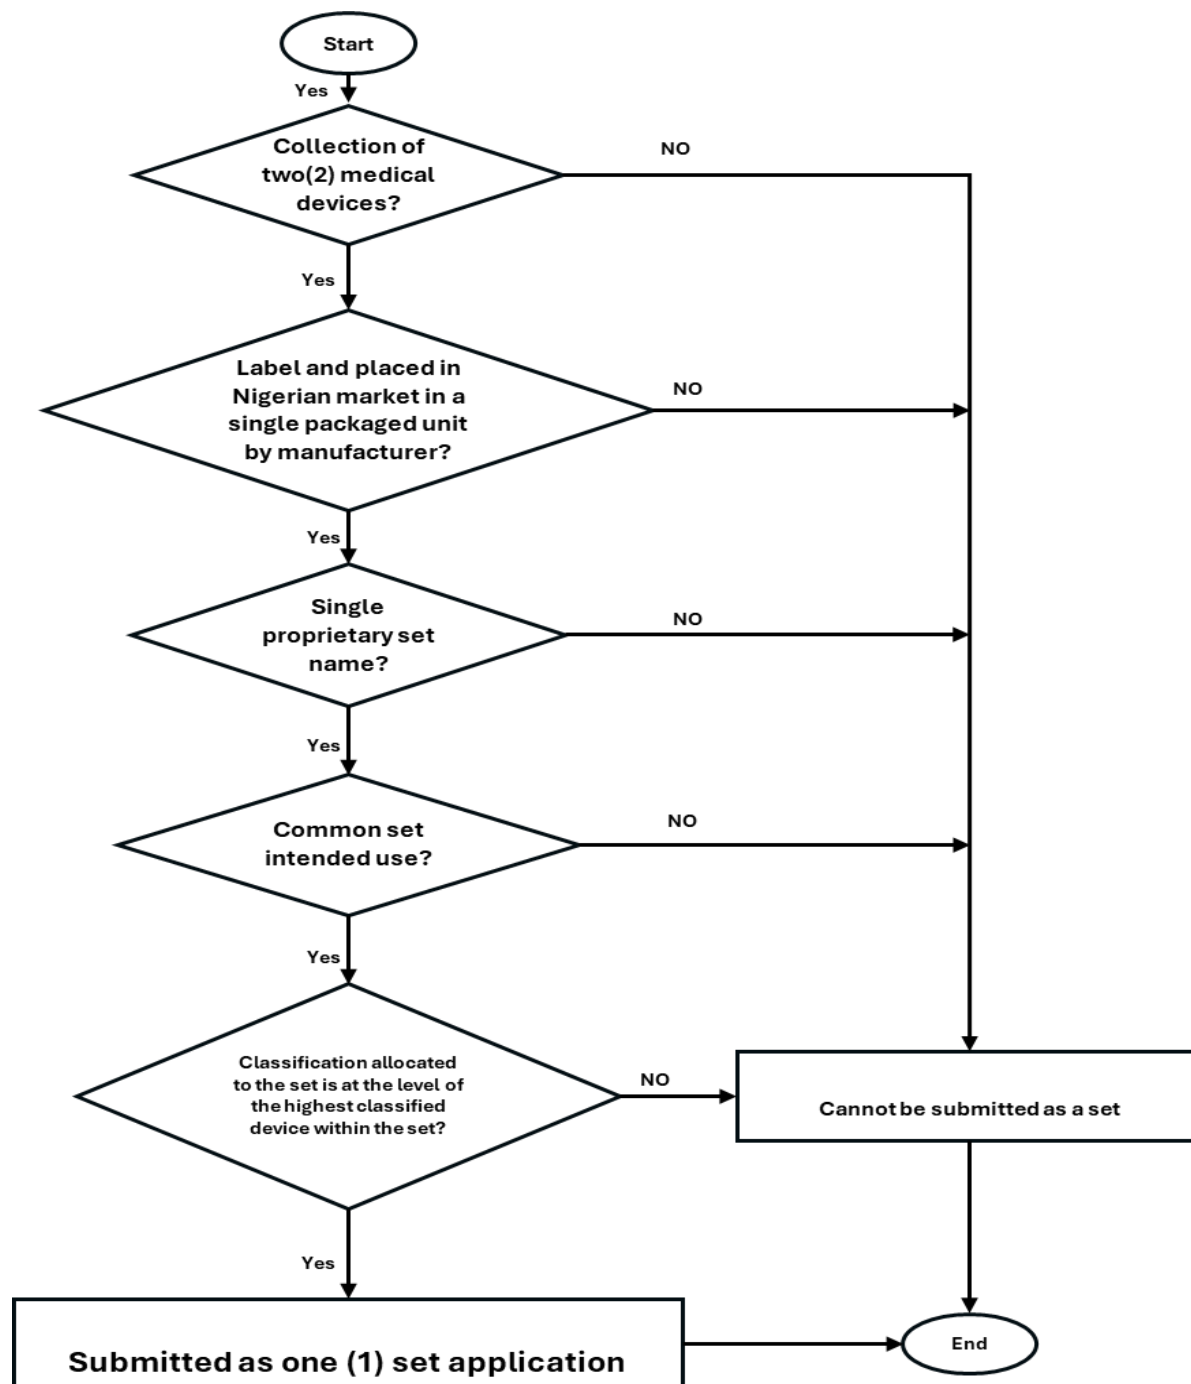 Start
Yes
Collection of
two(2) medical
devices?
NO
Yes
Label and placed in
Nigerian market in a
single packaged unit
by manufacturer?
NO
Yes
Single
proprietary set
name?
NO
Yes
Common set
intended use?
NO
Yes
Classification allocated
to the set is at the level of
the highest classified
device within the set?
NO
Cannot be submitted as a set
Yes
Submitted as one (1) set application
End